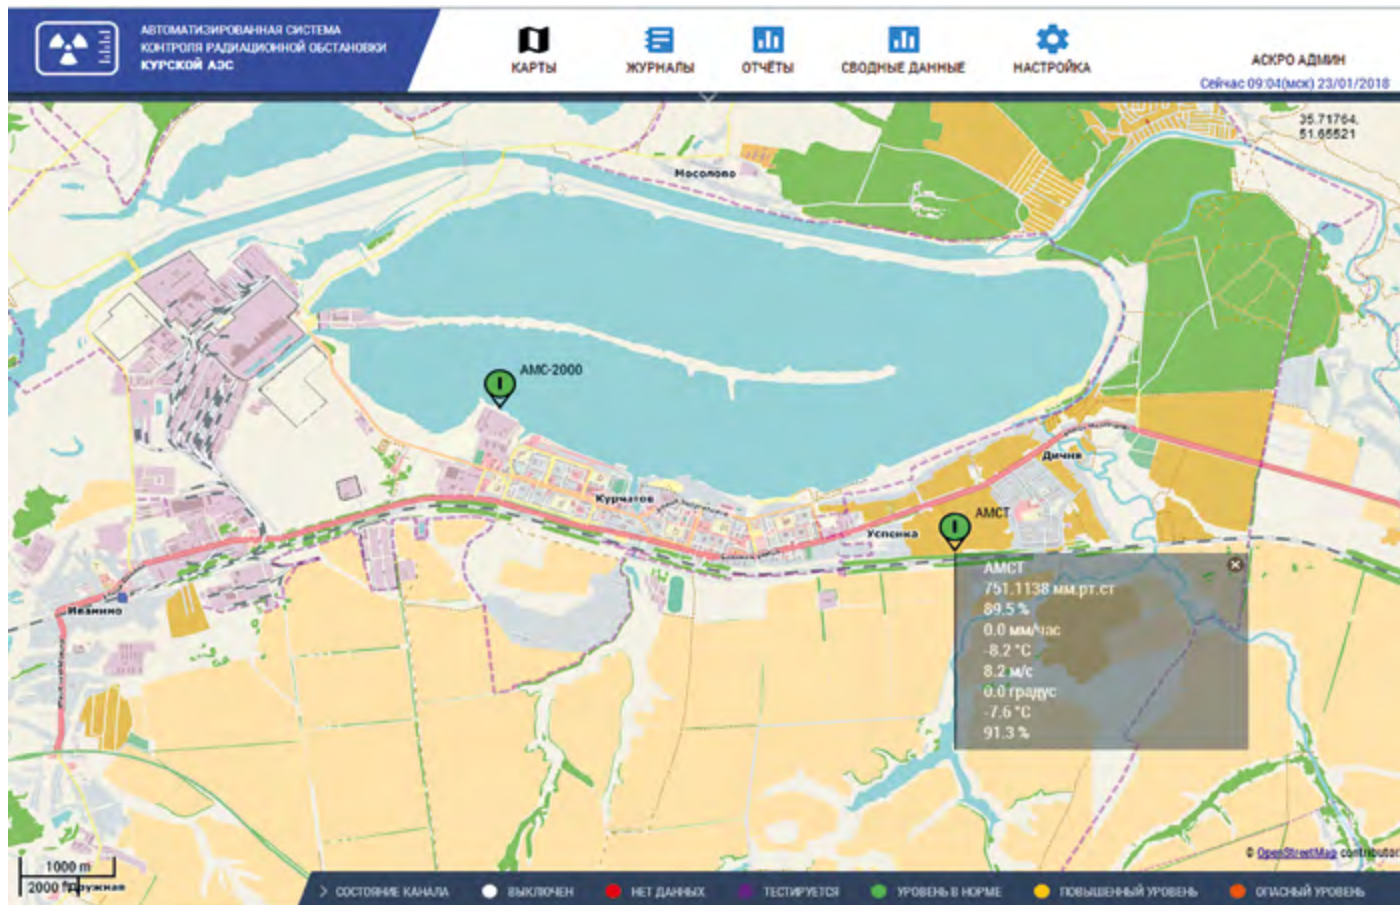 АВТОМАТИЗИРОВАННАЯ СИСТЕМА
КОНТРОЛЯ РАДИАЦИОННОЙ ОБСТАНОВКИ
КУРСКОЙ АЭС
КАРТЫ
ЖУРНАЛЫ
ОТЧЁТЫ
СВОДНЫЕ ДАННЫЕ
НАСТРОЙКА
АСКРО АДМИН
Сейчас 09:04(мск) 23/01/2018
35.71764,
51.65521
Мосолово
АМС-2000
Дичня
Курчатов
АМСТ
Успенка
Иванино
АМСТ
751.1138 мм.рт.ст
89.5 %
0.0 мм/час
-8.2 °C
8.2 м/с
0.0 градус
-7.6 °C
91.3 %
© OpenStreetMap contributor
1000 m
2000 ft
СОСТОЯНИЕ КАНАЛА
ВЫКЛЮЧЕН
НЕТ ДАННЫХ
ТЕСТИРУЕТСЯ
УРОВЕНЬ В НОРМЕ
ПОВЫШЕННЫЙ УРОВЕНЬ
ОПАСНЫЙ УРОВЕНЬ